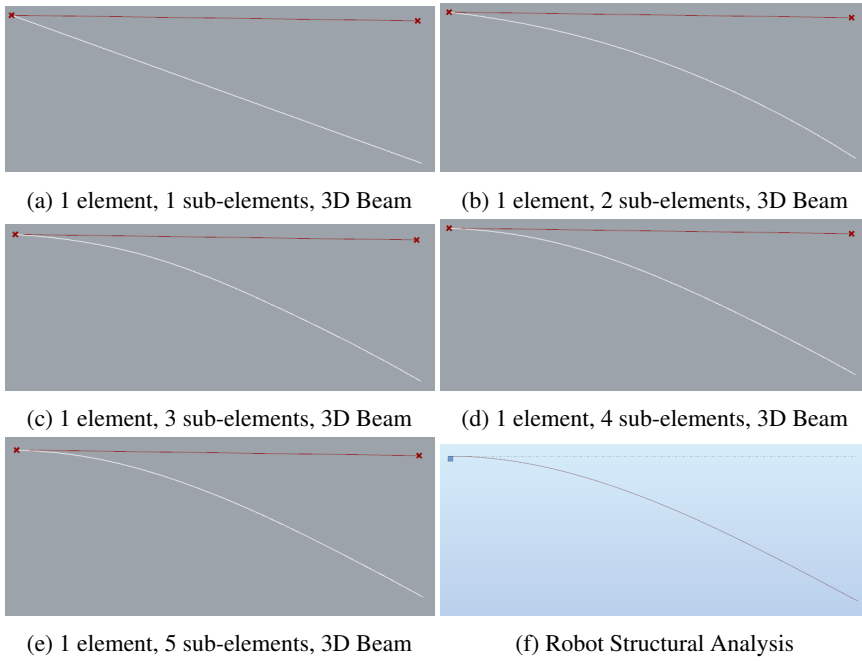 (a) 1 element, 1 sub-elements, 3D Beam
(b) 1 element, 2 sub-elements, 3D Beam
(c) 1 element, 3 sub-elements, 3D Beam
(d) 1 element, 4 sub-elements, 3D Beam
(e) 1 element, 5 sub-elements, 3D Beam
(f) Robot Structural Analysis